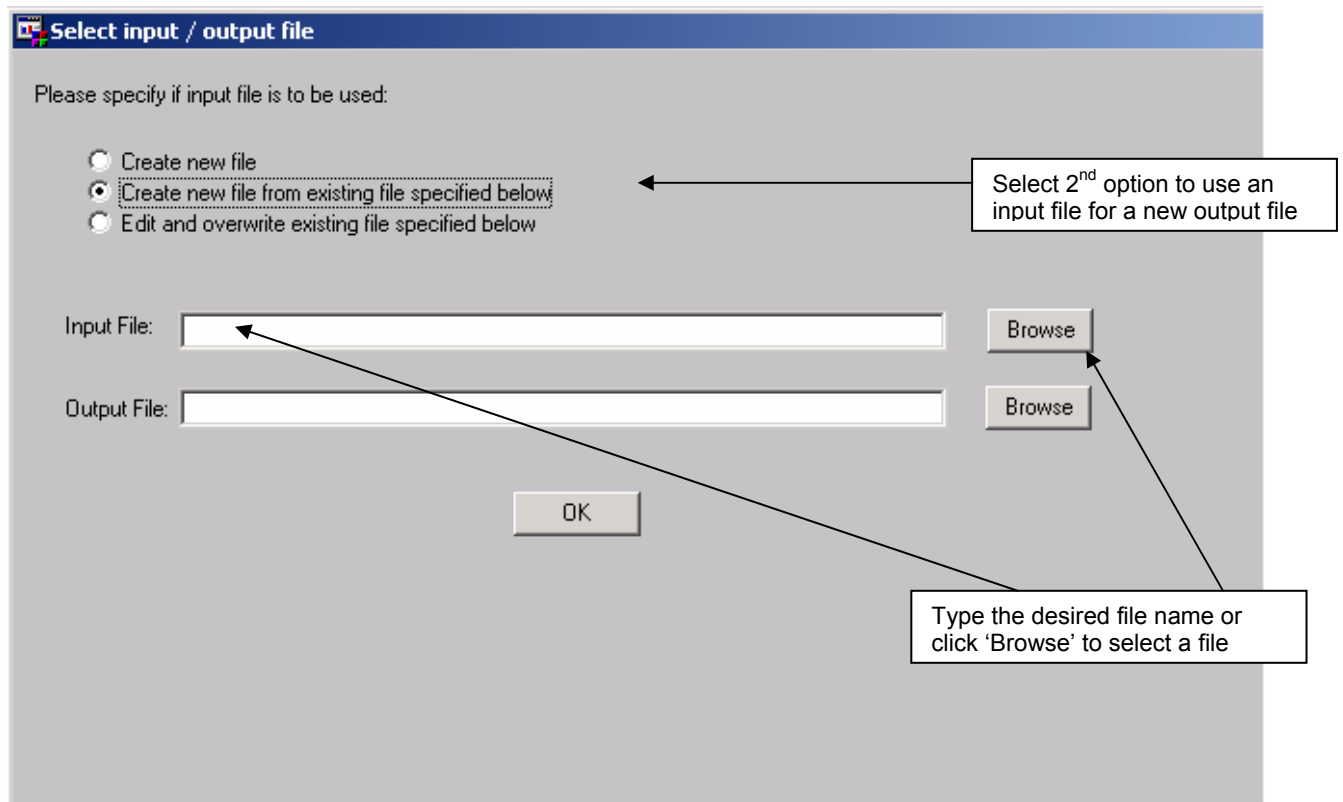 Select input / output file
Please specify if input file is to be used:
Create new file
Create new file from existing file specified below
Edit and overwrite existing file specified below
Select 2nd option to use an
input file for a new output file
Input File:
Browse
Output File:
Browse
OK
Type the desired file name or
click ‘Browse’ to select a file